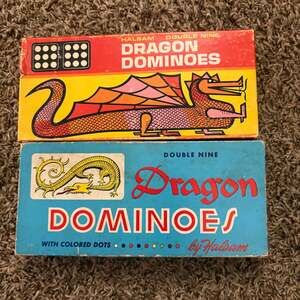 HALSAM DOUBLE NINE
DRAGON
DOMINOES
DOUBLE NINE
Dragon
DOMINOES
WITH COLORED DOTS
by Halsam